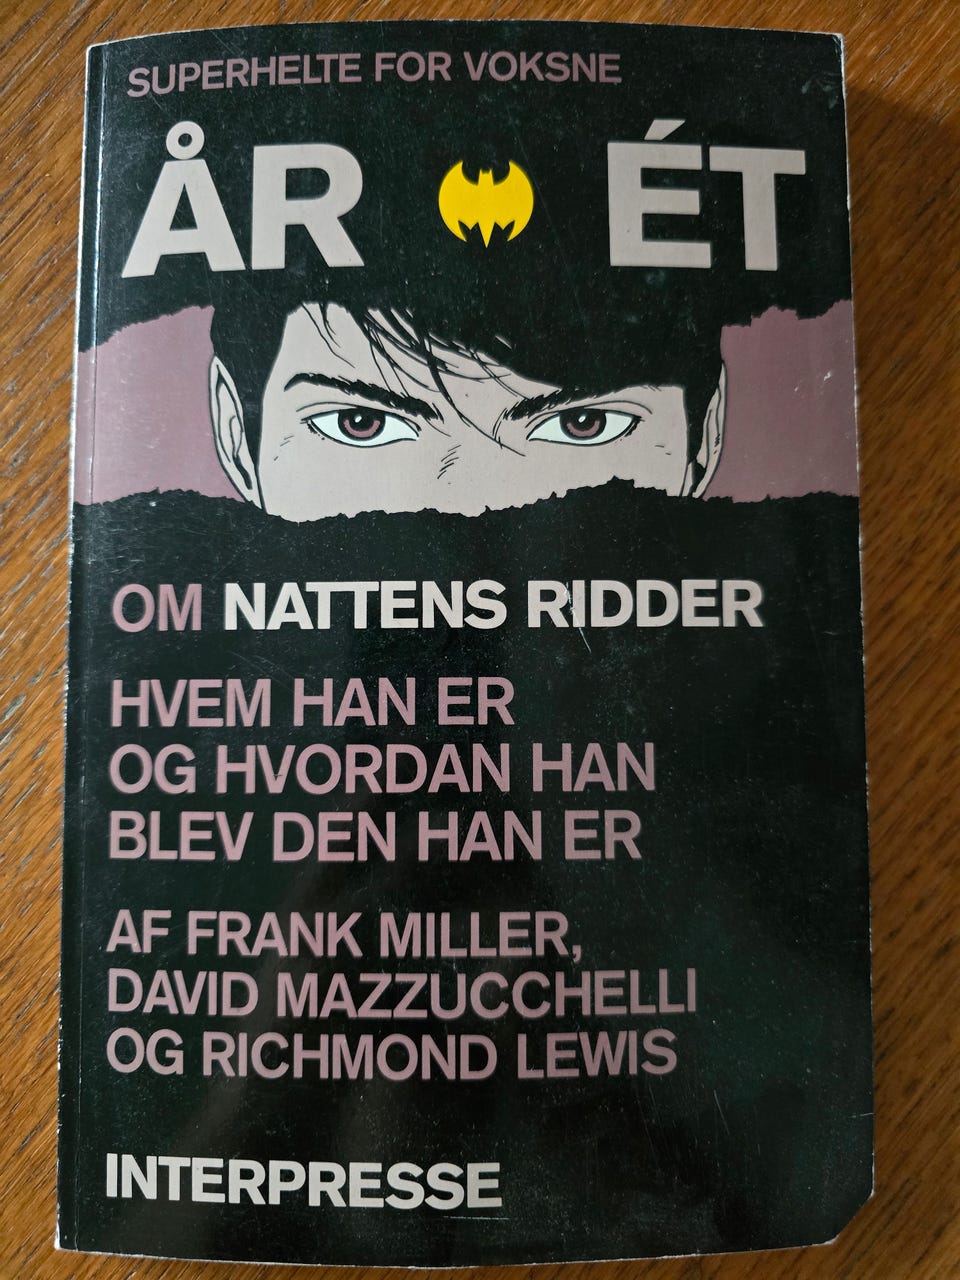 SUPERHELTE FOR VOKSNE
ÅR ÉT
OM NATTENS RIDDER
HVEM HAN ER
OG HVORDAN HAN
BLEV DEN HAN ER
AF FRANK MILLER,
DAVID MAZZUCCHELLI
OG RICHMOND LEWIS
INTERPRESSE